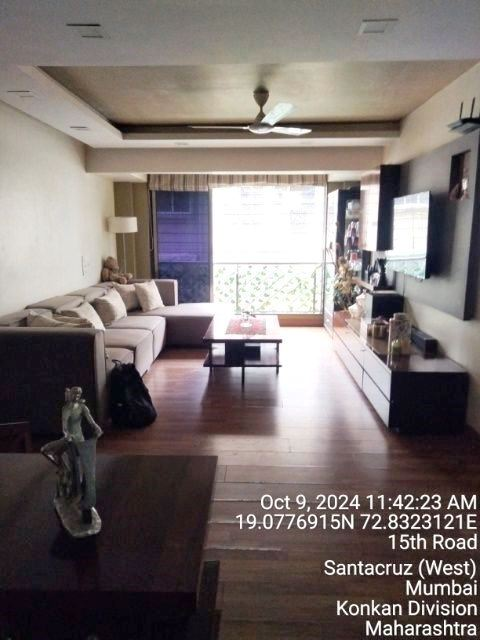 Oct 9, 2024 11:42:23 AM
19.0776915N 72.8323121E
15th Road
Santacruz (West)
Mumbai
Konkan Division
Maharashtra